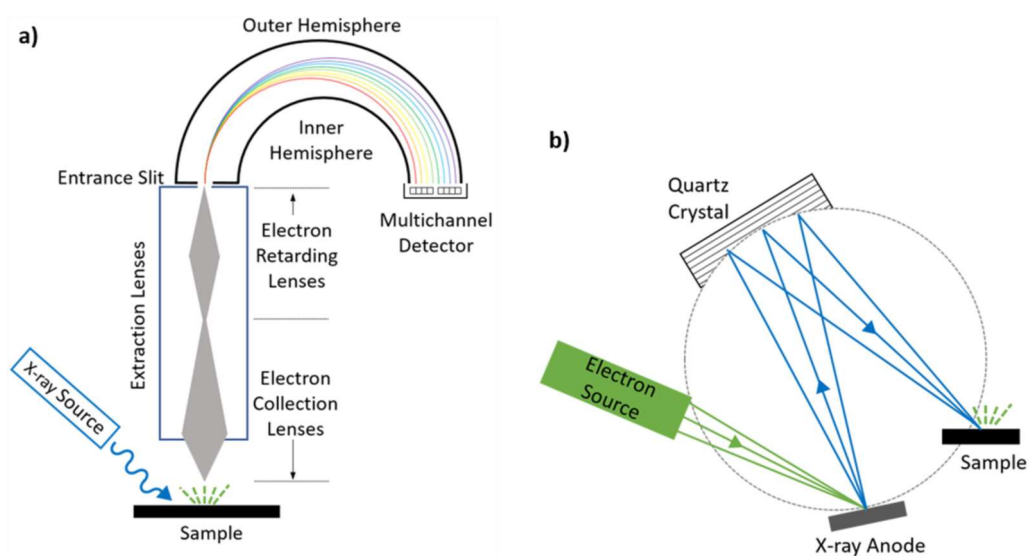 a)
Outer Hemisphere
Inner
Hemisphere
Entrance Slit
Multichannel
Detector
Electron
Retarding
Lenses
Extraction Lenses
Electron
Collection
Lenses
X-ray Source
Sample
b)
Quartz
Crystal
Electron
Source
Sample
X-ray Anode